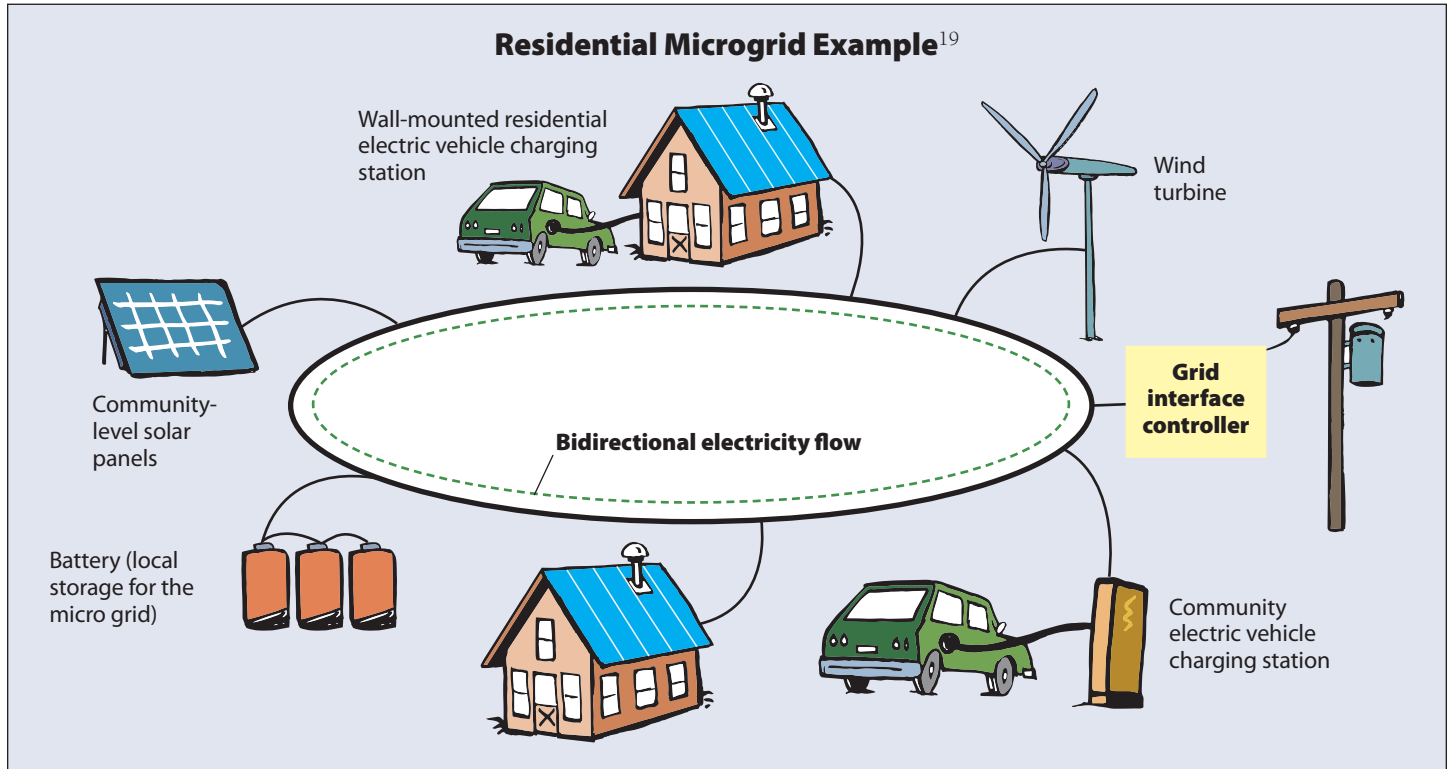 Residential Microgrid Example19
Wall-mounted residential
electric vehicle charging
station
Wind
turbine
Community-
level solar
panels
Grid
interface
controller
Bidirectional electricity flow
Battery (local
storage for the
micro grid)
Community
electric vehicle
charging station